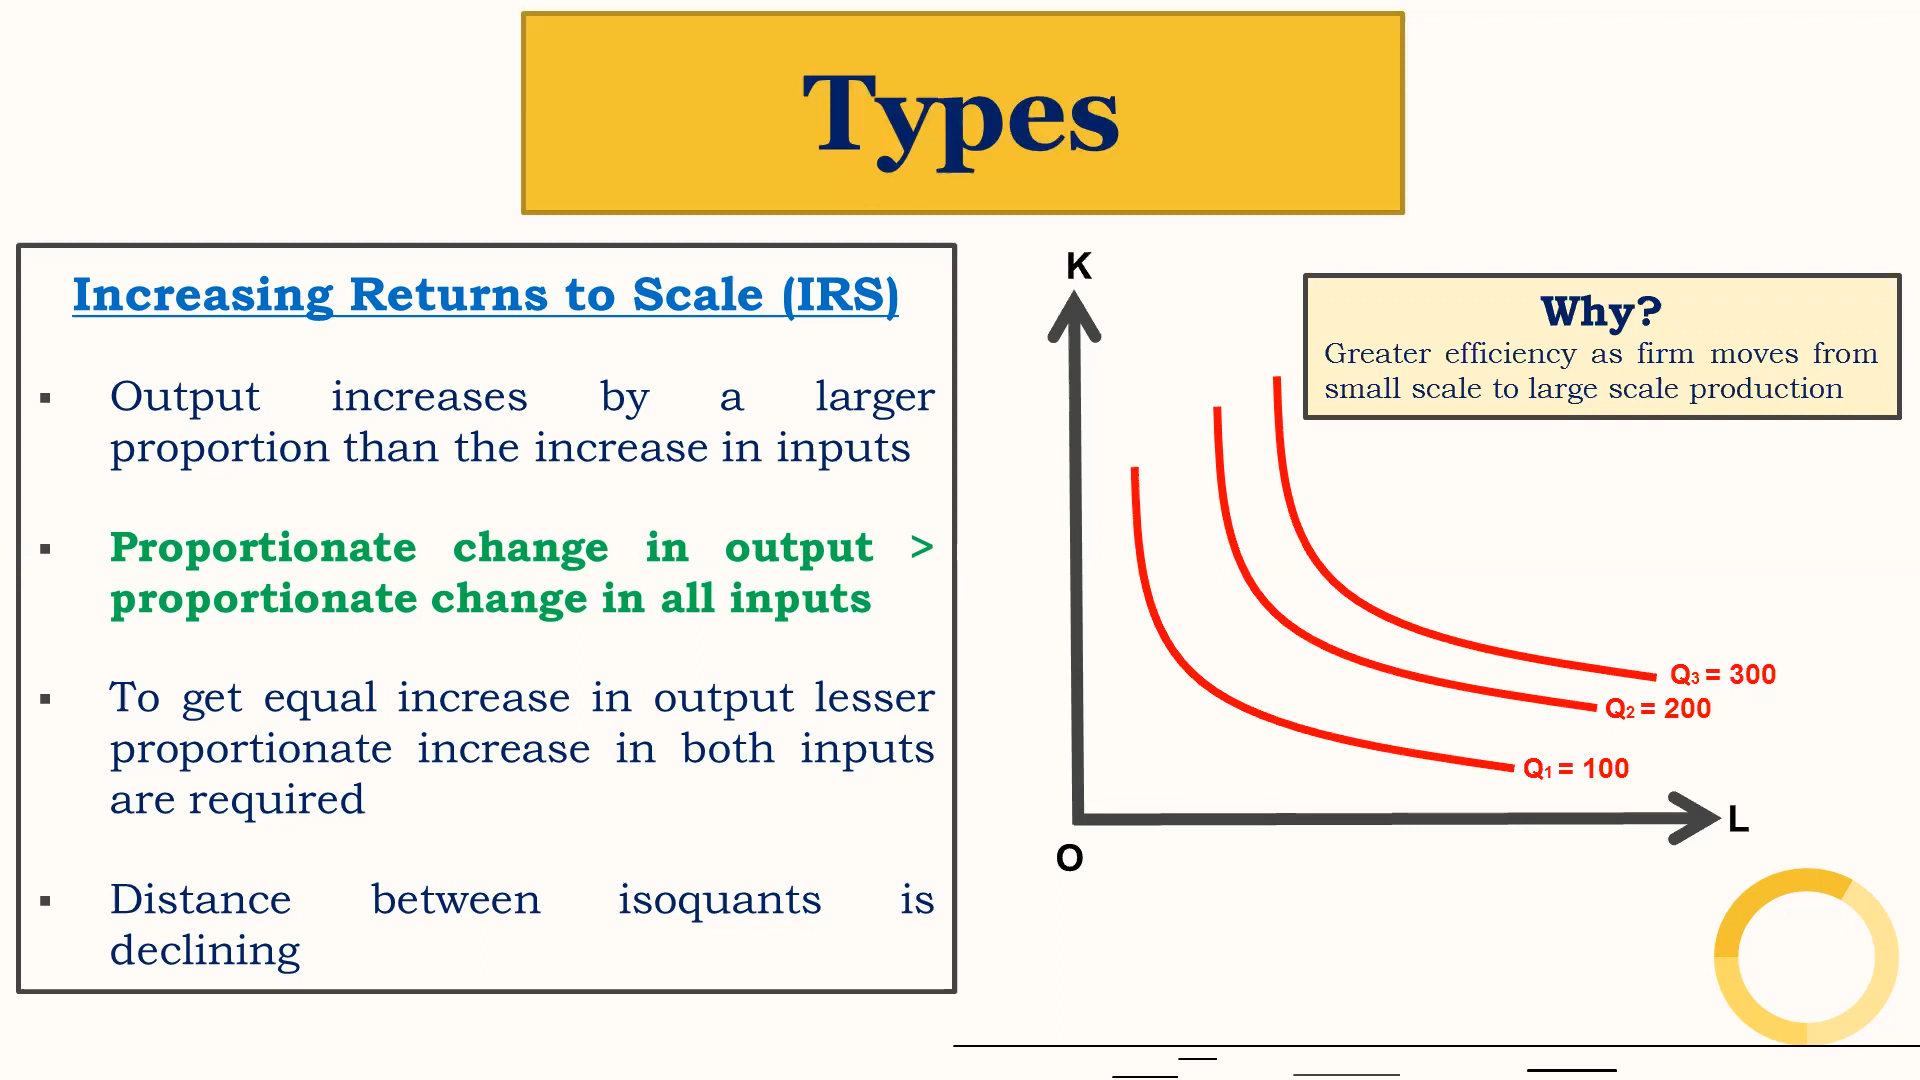 Types
Increasing Returns to Scale (IRS)
▪ Output increases by a larger
proportion than the increase in inputs
▪ Proportionate change in output >
proportionate change in all inputs
▪ To get equal increase in output lesser
proportionate increase in both inputs
are required
▪ Distance between isoquants is
declining
K
Why?
Greater efficiency as firm moves from
small scale to large scale production
Q₃ = 300
Q₂ = 200
Q₁ = 100
L
O